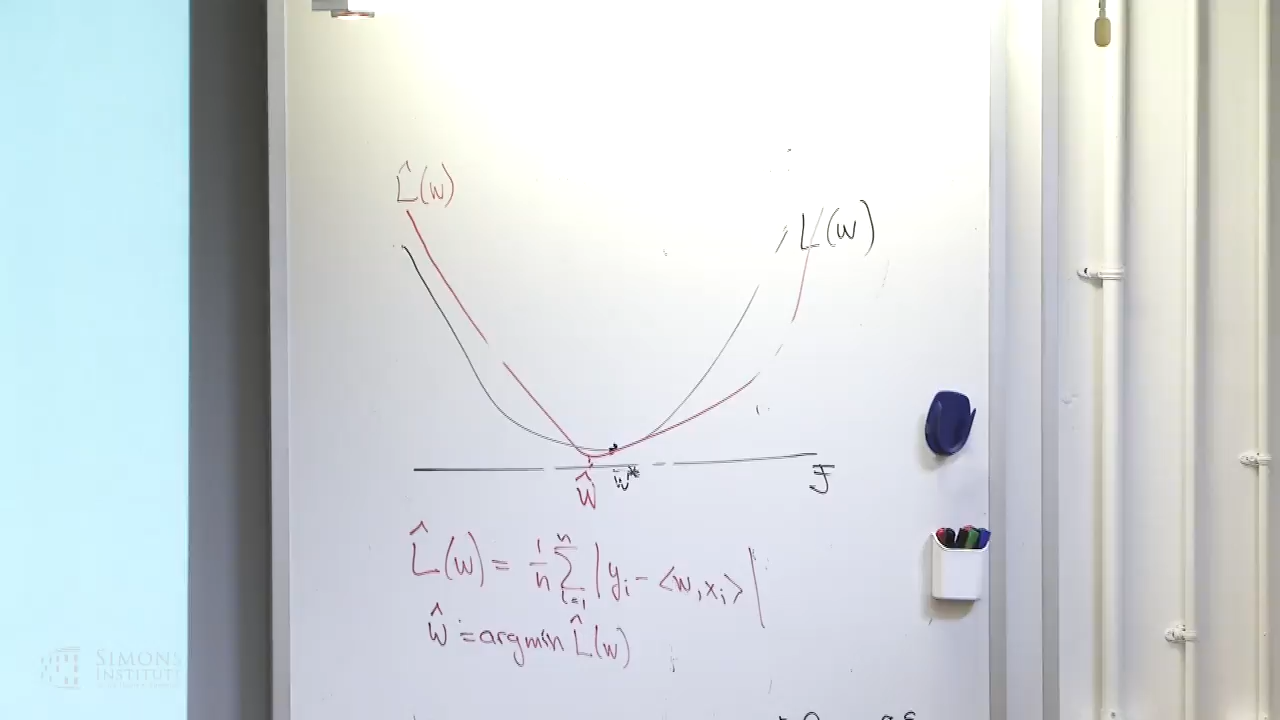 L̂(w)
L(w)
ŵ w* F
L̂(w) = 1/n ∑_{i=1}^{n} |y_i - <w, x_i>|
ŵ = argmin L̂(w)
SIMONS
INSTITUTE